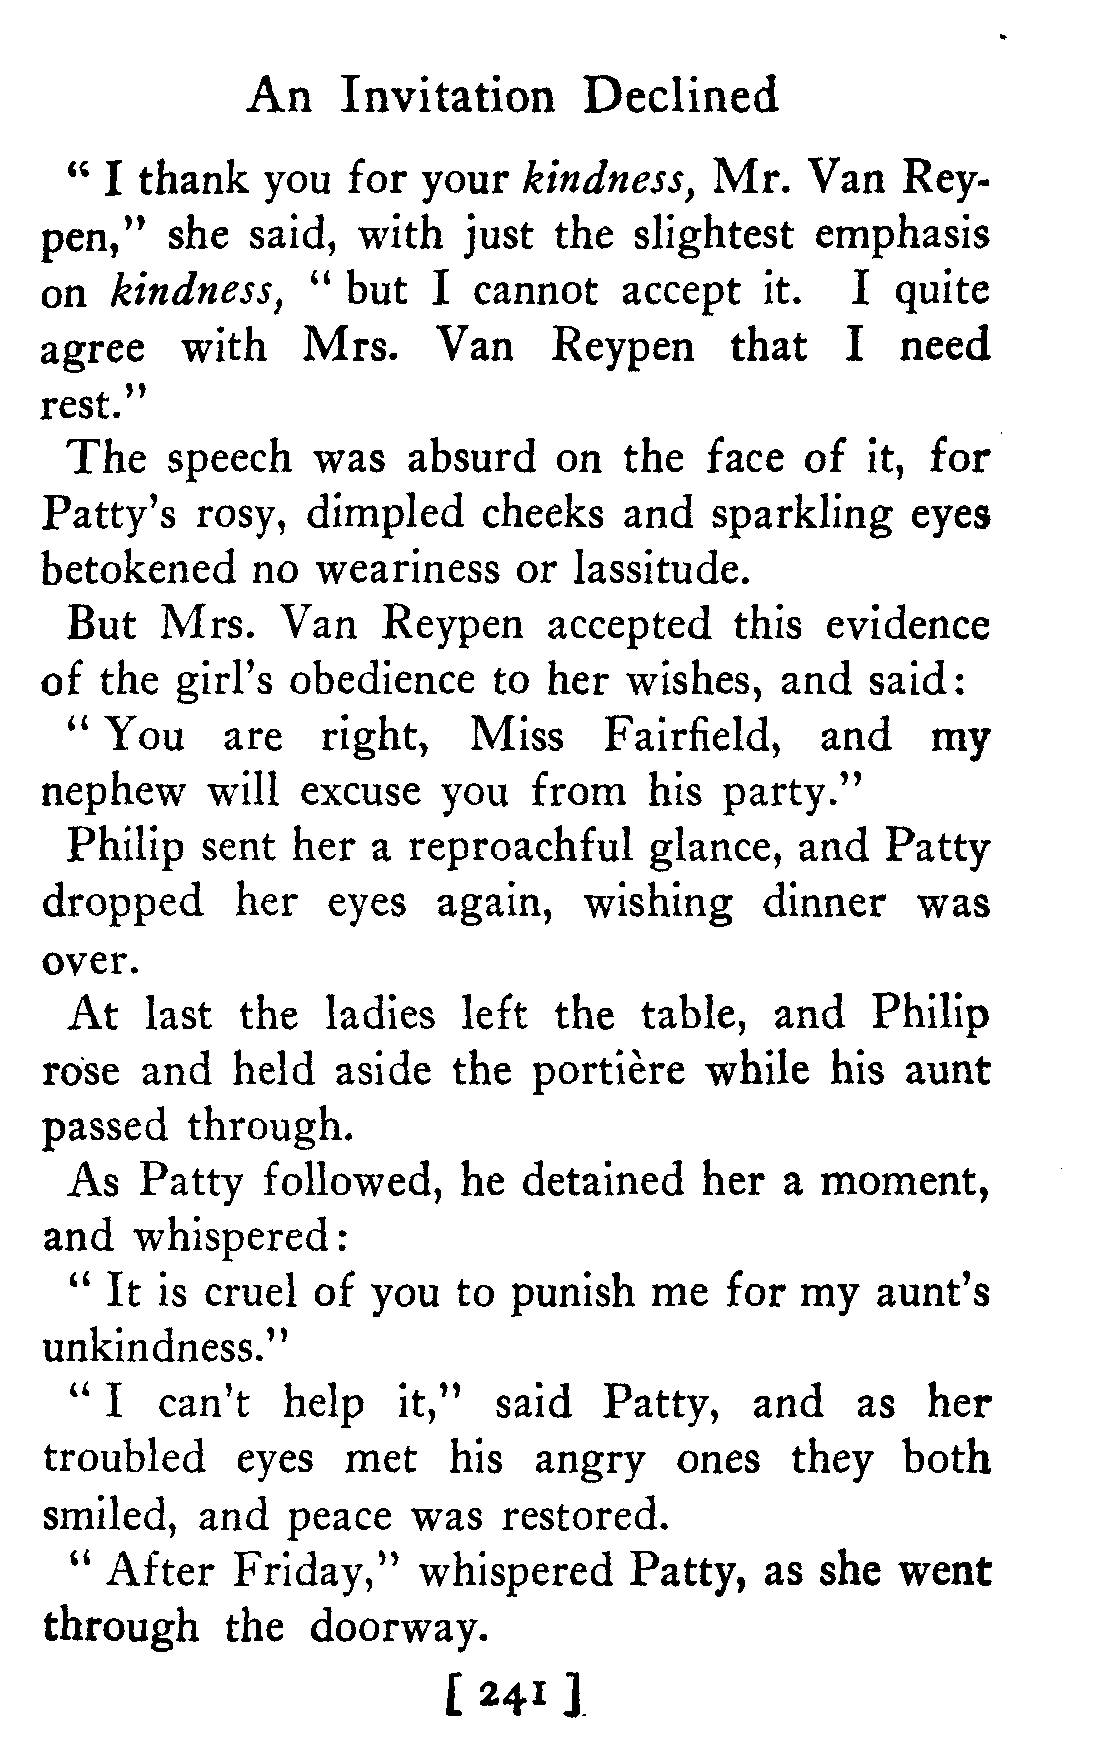 An Invitation Declined
" I thank you for your kindness, Mr. Van Rey-
pen," she said, with just the slightest emphasis
on kindness, " but I cannot accept it. I quite
agree with Mrs. Van Reypen that I need
rest."
The speech was absurd on the face of it, for
Patty's rosy, dimpled cheeks and sparkling eyes
betokened no weariness or lassitude.
But Mrs. Van Reypen accepted this evidence
of the girl's obedience to her wishes, and said:
" You are right, Miss Fairfield, and my
nephew will excuse you from his party."
Philip sent her a reproachful glance, and Patty
dropped her eyes again, wishing dinner was
over.
At last the ladies left the table, and Philip
rose and held aside the portière while his aunt
passed through.
As Patty followed, he detained her a moment,
and whispered:
" It is cruel of you to punish me for my aunt's
unkindness."
" I can't help it," said Patty, and as her
troubled eyes met his angry ones they both
smiled, and peace was restored.
" After Friday," whispered Patty, as she went
through the doorway.
[ 241 ]